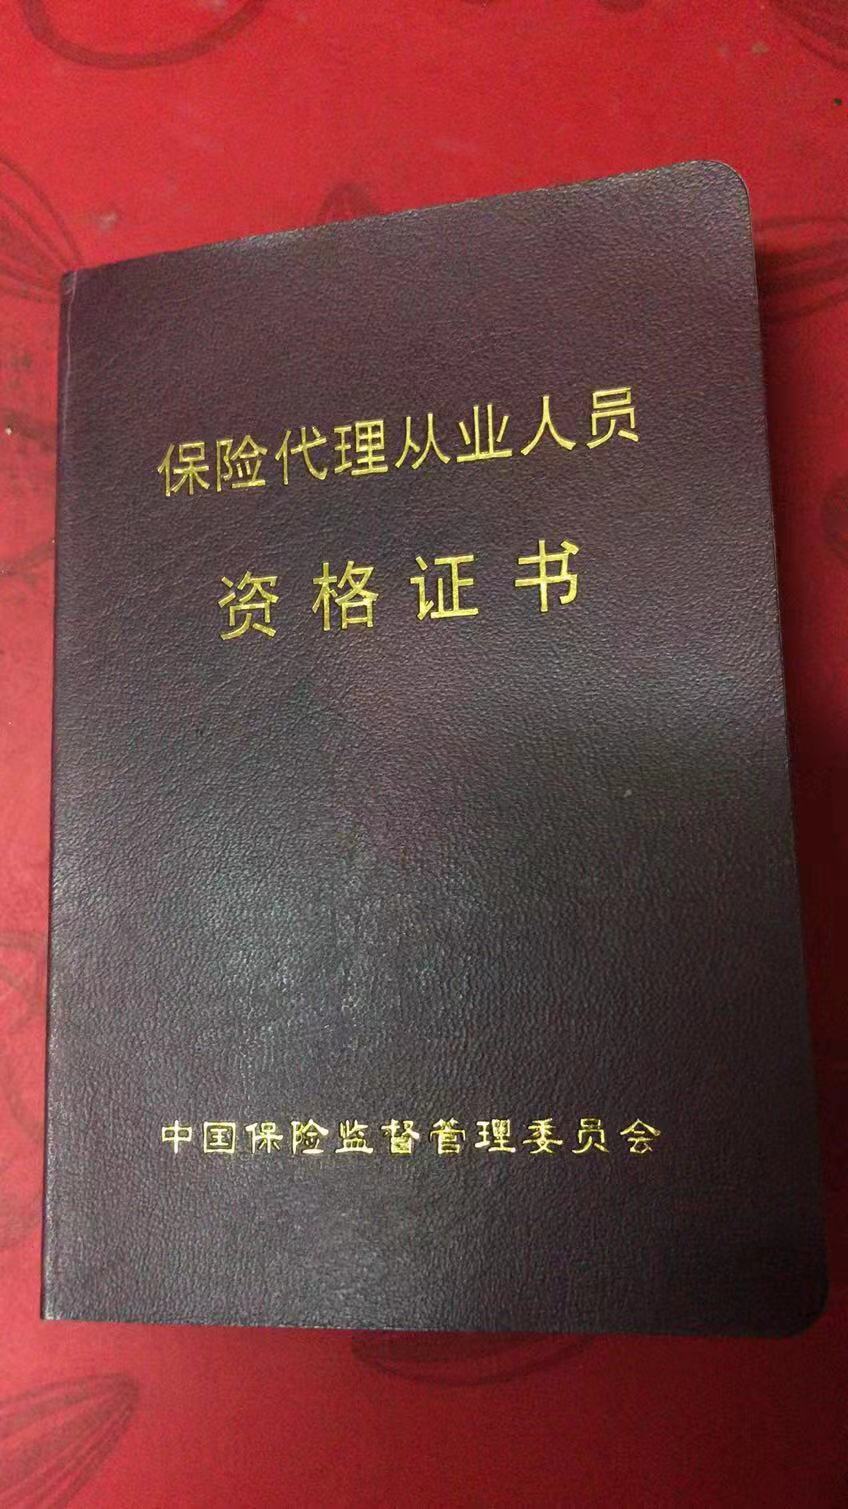 保险代理从业人员
资格证书
中国保险监督管理委员会